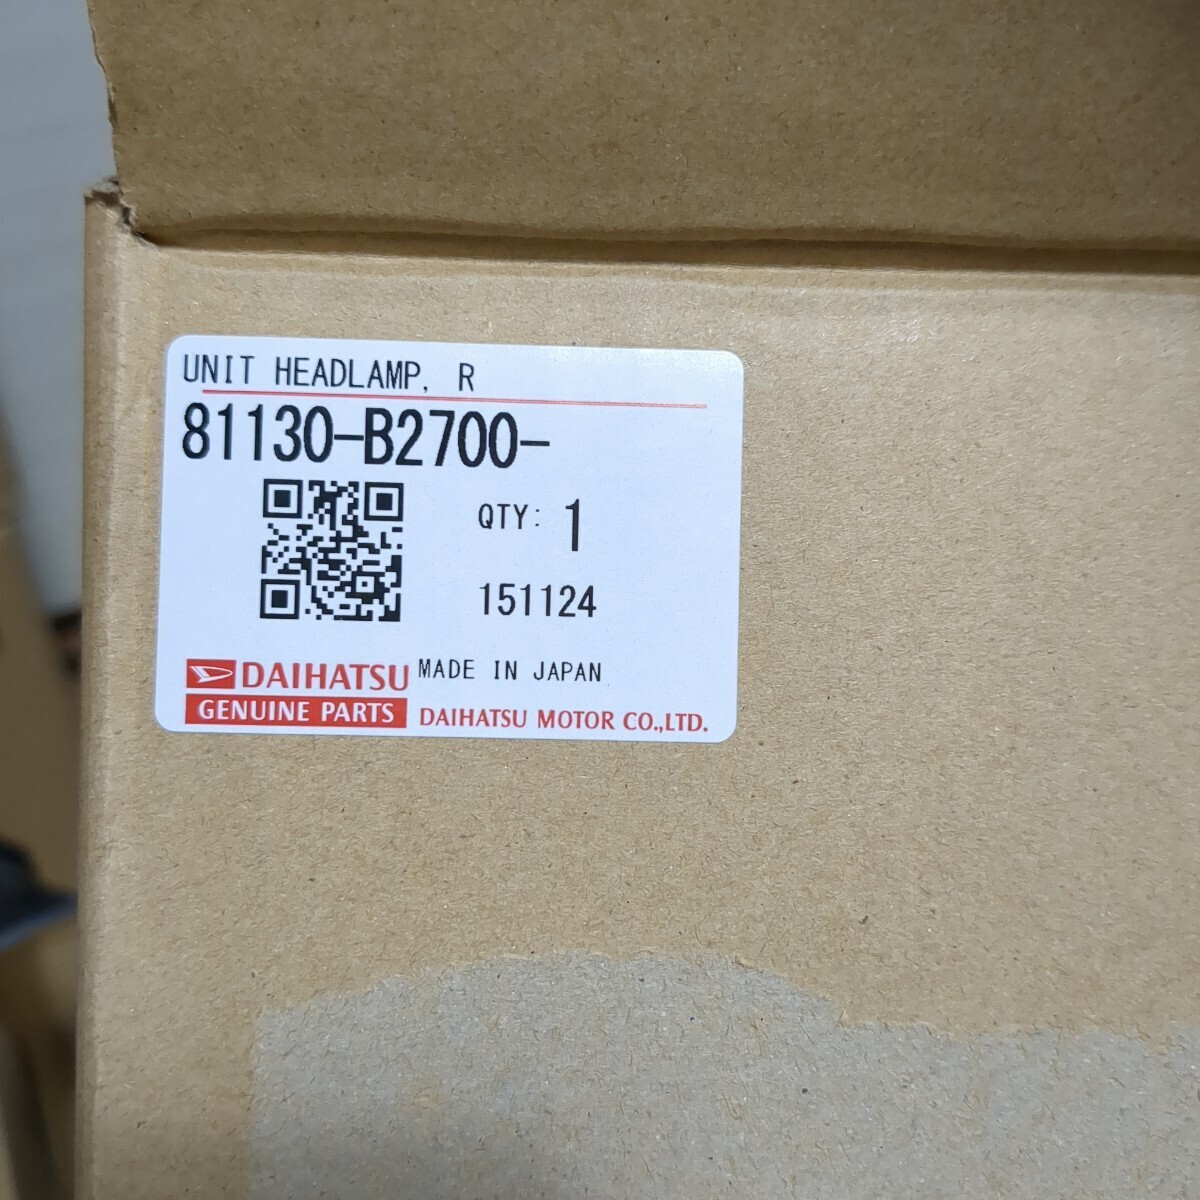 UNIT HEADLAMP, R
81130-B2700-
QTY: 1
151124
DAIHATSU MADE IN JAPAN
GENUINE PARTS DAIHATSU MOTOR CO.,LTD.